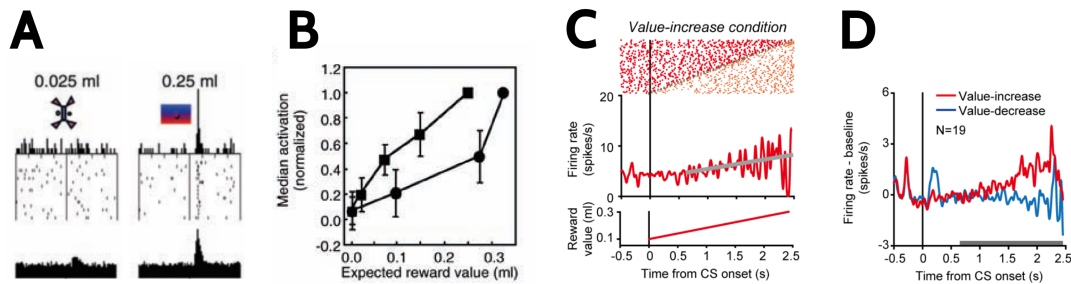 A
0.025 ml
0.25 ml
B
1.2
1.0
0.8
0.6
0.4
0.2
0.0
-0.2
Median activation
(normalized)
0 0.1 0.2 0.3
Expected reward value (ml)
C
Value-increase condition
20
10
0
Firing rate
(spikes/s)
0.3
0.1
Reward
value (ml)
-0.5 0 0.5 1 1.5 2 2.5
Time from CS onset (s)
D
Value-increase
Value-decrease
N=19
6
3
0
-3
Firing rate - baseline
(spikes/s)
-0.5 0 0.5 1 1.5 2 2.5
Time from CS onset (s)